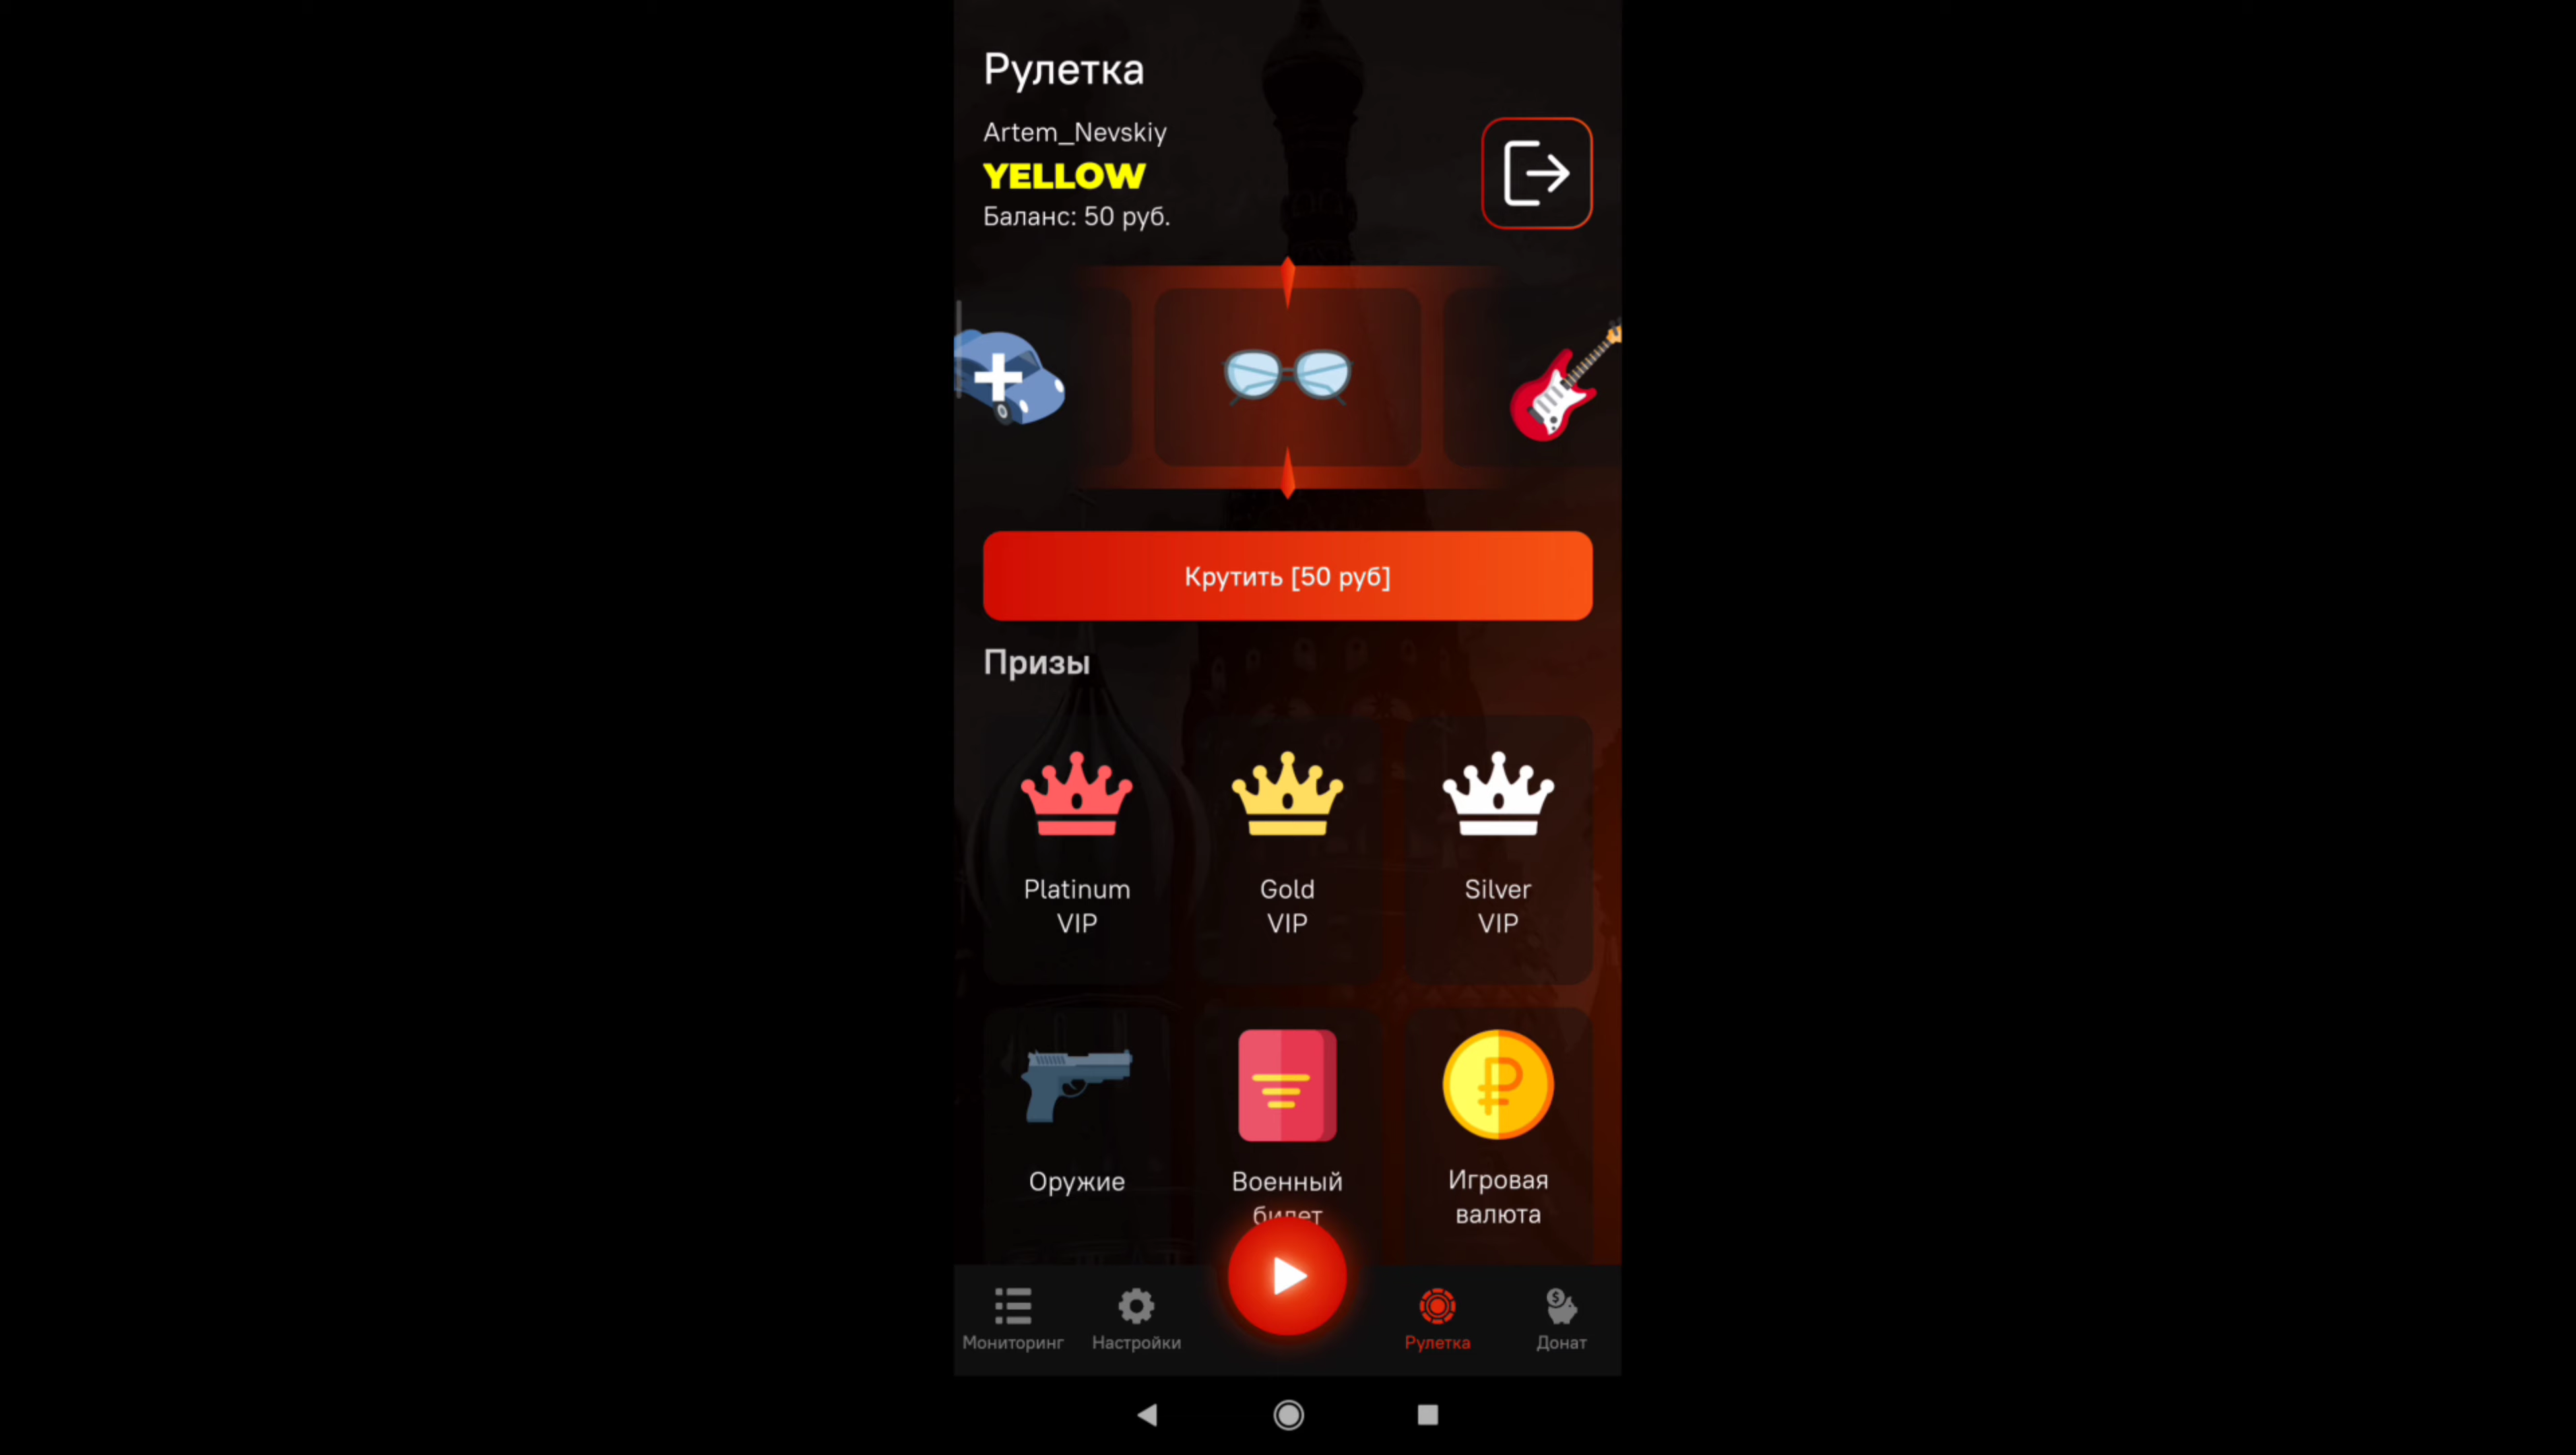 Рулетка
Artem_Nevskiy
YELLOW
Баланс: 50 руб.
Крутить [50 руб]
Призы
Platinum
VIP
Gold
VIP
Silver
VIP
Оружие
Военный
билет
Игровая
валюта
Мониторинг
Настройки
Рулетка
Донат